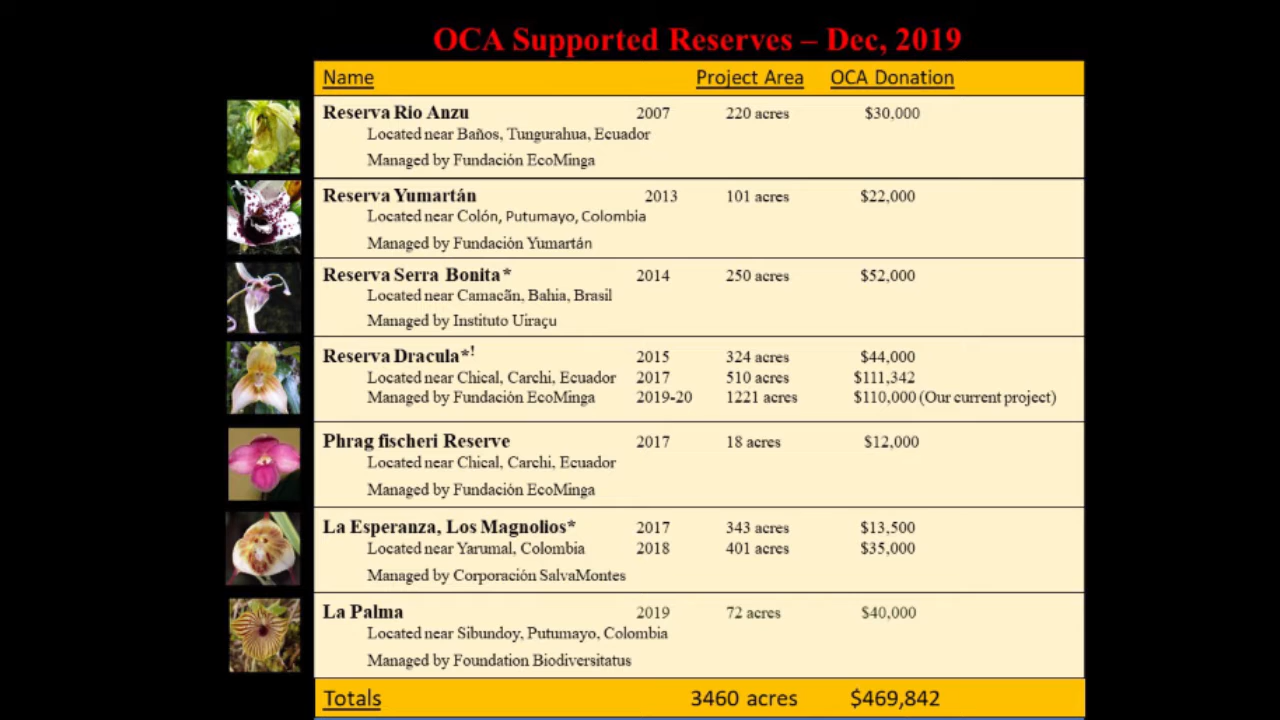 OCA Supported Reserves – Dec, 2019
Name Project Area OCA Donation
Reserva Rio Anzu 2007 220 acres $30,000
Located near Baños, Tungurahua, Ecuador
Managed by Fundación EcoMinga
Reserva Yumartán 2013 101 acres $22,000
Located near Colón, Putumayo, Colombia
Managed by Fundación Yumartán
Reserva Serra Bonita* 2014 250 acres $52,000
Located near Camacãn, Bahia, Brasil
Managed by Instituto Uiraçu
Reserva Dracula*! 2015 324 acres $44,000
Located near Chical, Carchi, Ecuador 2017 510 acres $111,342
Managed by Fundación EcoMinga 2019-20 1221 acres $110,000 (Our current project)
Phrag fischeri Reserve 2017 18 acres $12,000
Located near Chical, Carchi, Ecuador
Managed by Fundación EcoMinga
La Esperanza, Los Magnolios* 2017 343 acres $13,500
Located near Yarumal, Colombia 2018 401 acres $35,000
Managed by Corporación SalvaMontes
La Palma 2019 72 acres $40,000
Located near Sibundoy, Putumayo, Colombia
Managed by Foundation Biodiversitatus
Totals 3460 acres $469,842